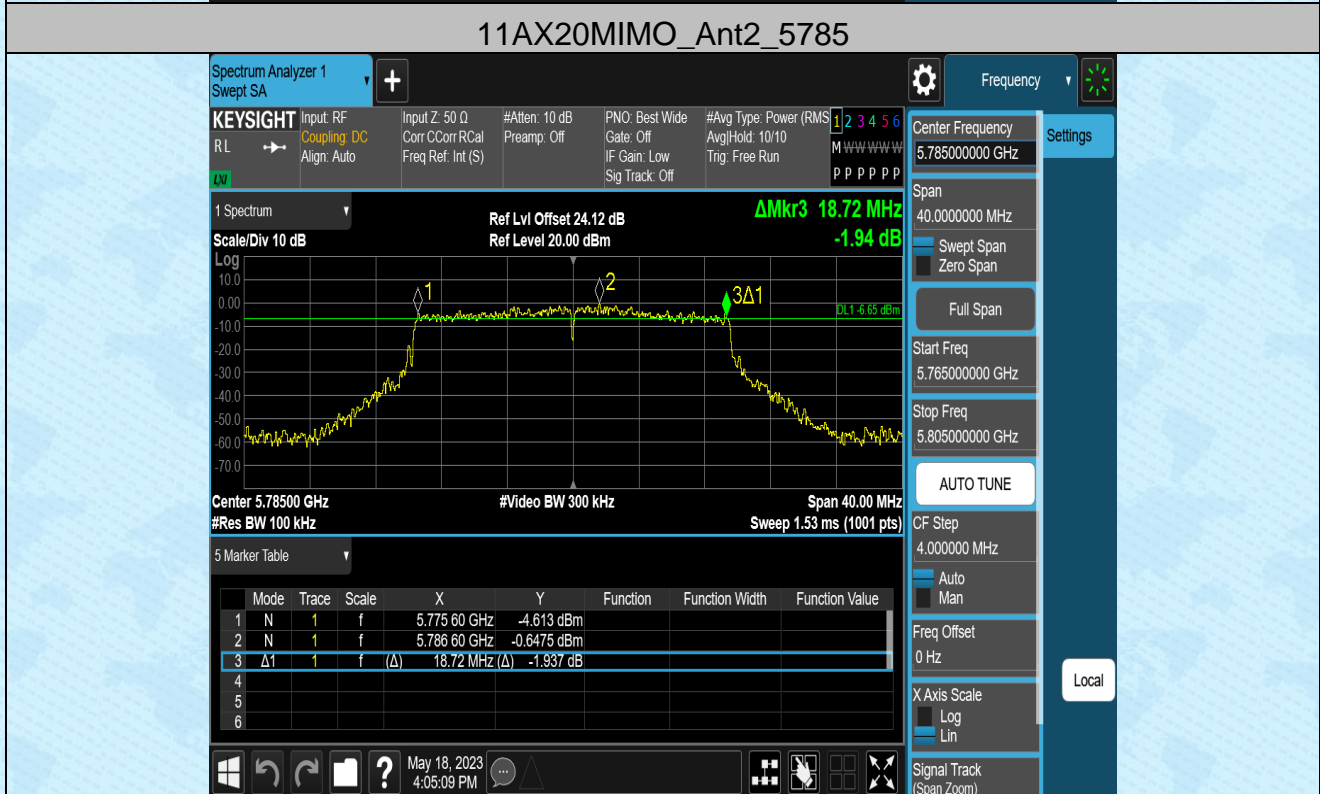 11AX20MIMO_Ant2_5785
Spectrum Analyzer 1
Swept SA
+
Frequency
KEYSIGHT
RL
LXI
Input: RF
Coupling: DC
Align: Auto
Input Z: 50 Ω
Corr CCorr RCal
Freq Ref: Int (S)
#Atten: 10 dB
Preamp: Off
PNO: Best Wide
Gate: Off
IF Gain: Low
Sig Track: Off
#Avg Type: Power (RMS
Avg|Hold: 10/10
Trig: Free Run
1 2 3 4 5 6
M W W W W W
P P P P P P
Center Frequency
5.785000000 GHz
Settings
Span
40.0000000 MHz
Swept Span
Zero Span
Full Span
Start Freq
5.765000000 GHz
Stop Freq
5.805000000 GHz
AUTO TUNE
CF Step
4.000000 MHz
Auto
Man
Freq Offset
0 Hz
X Axis Scale
Log
Lin
Signal Track
(Span Zoom)
Local
1 Spectrum
Scale/Div 10 dB
Ref Lvl Offset 24.12 dB
Ref Level 20.00 dBm
ΔMkr3 18.72 MHz
-1.94 dB
Log
10.0
0.00
-10.0
-20.0
-30.0
-40.0
-50.0
-60.0
-70.0
1
2
3Δ1
DL1 -6.65 dBm
Center 5.78500 GHz
#Video BW 300 kHz
Span 40.00 MHz
#Res BW 100 kHz
Sweep 1.53 ms (1001 pts)
5 Marker Table
Mode Trace Scale X Y Function Function Width Function Value
1 N 1 f 5.775 60 GHz -4.613 dBm
2 N 1 f 5.786 60 GHz -0.6475 dBm
3 Δ1 1 f (Δ) 18.72 MHz (Δ) -1.937 dB
4
5
6
?
May 18, 2023
4:05:09 PM